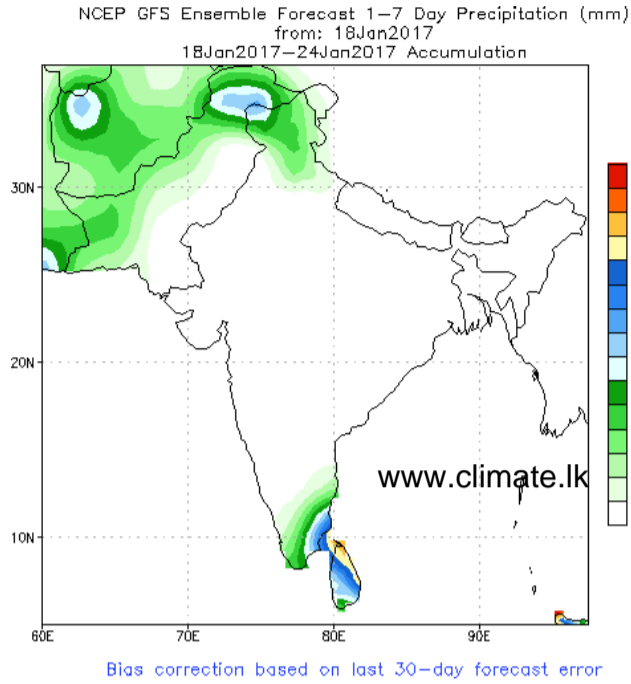 NCEP GFS Ensemble Forecast 1-7 Day Precipitation (mm)
from: 18Jan2017
18Jan2017-24Jan2017 Accumulation
30N
20N
www.climate.lk
10N
60E 70E 80E 90E
Bias correction based on last 30-day forecast error